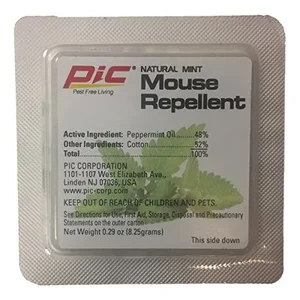 PiC
Pest Free Living
NATURAL MINT
Mouse
Repellent
Active Ingredient: Peppermint Oil......48%
Other Ingredients: Cotton..............52%
Total..............................100%
PIC CORPORATION
1101-1107 West Elizabeth Ave.,
Linden NJ 07036, USA
www.pic-corp.com
KEEP OUT OF REACH OF CHILDREN AND PETS.
See Directions for Use, First Aid, Storage, Disposal and Precautionary
Statements on the outer carton
Net Weight 0.29 oz (8.25grams)
This side down